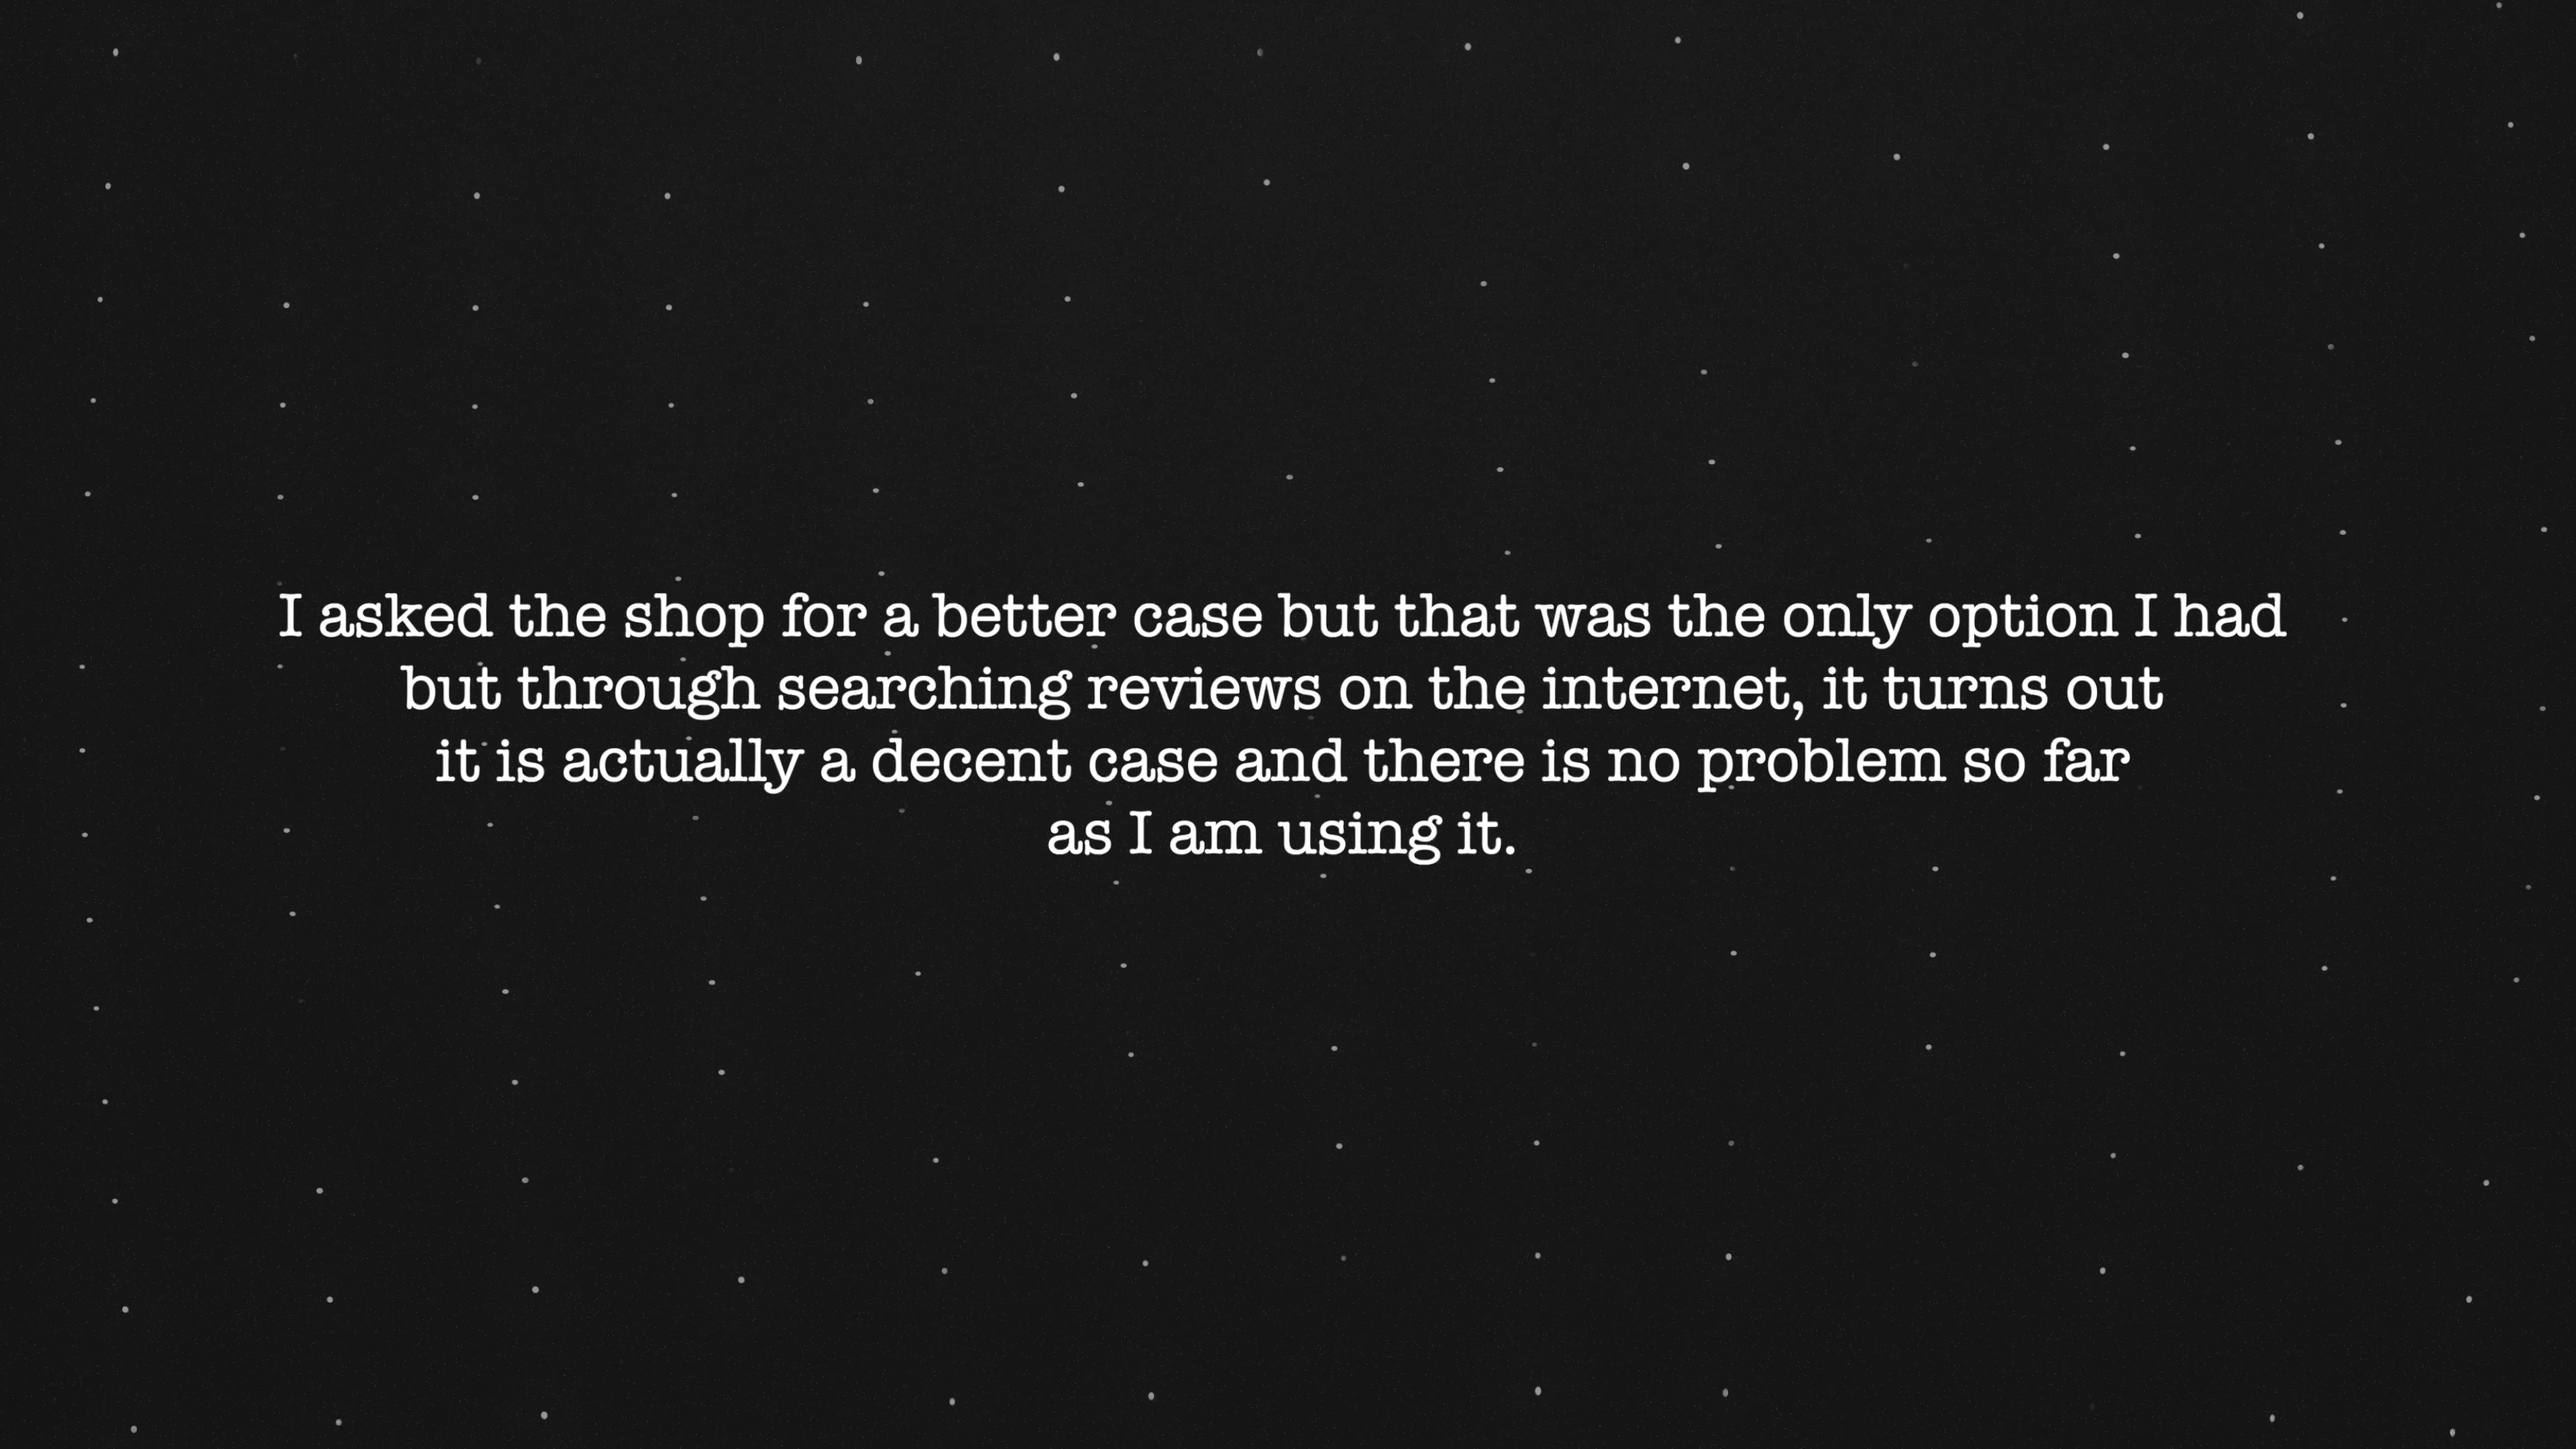 I asked the shop for a better case but that was the only option I had
but through searching reviews on the internet, it turns out
it is actually a decent case and there is no problem so far
as I am using it.